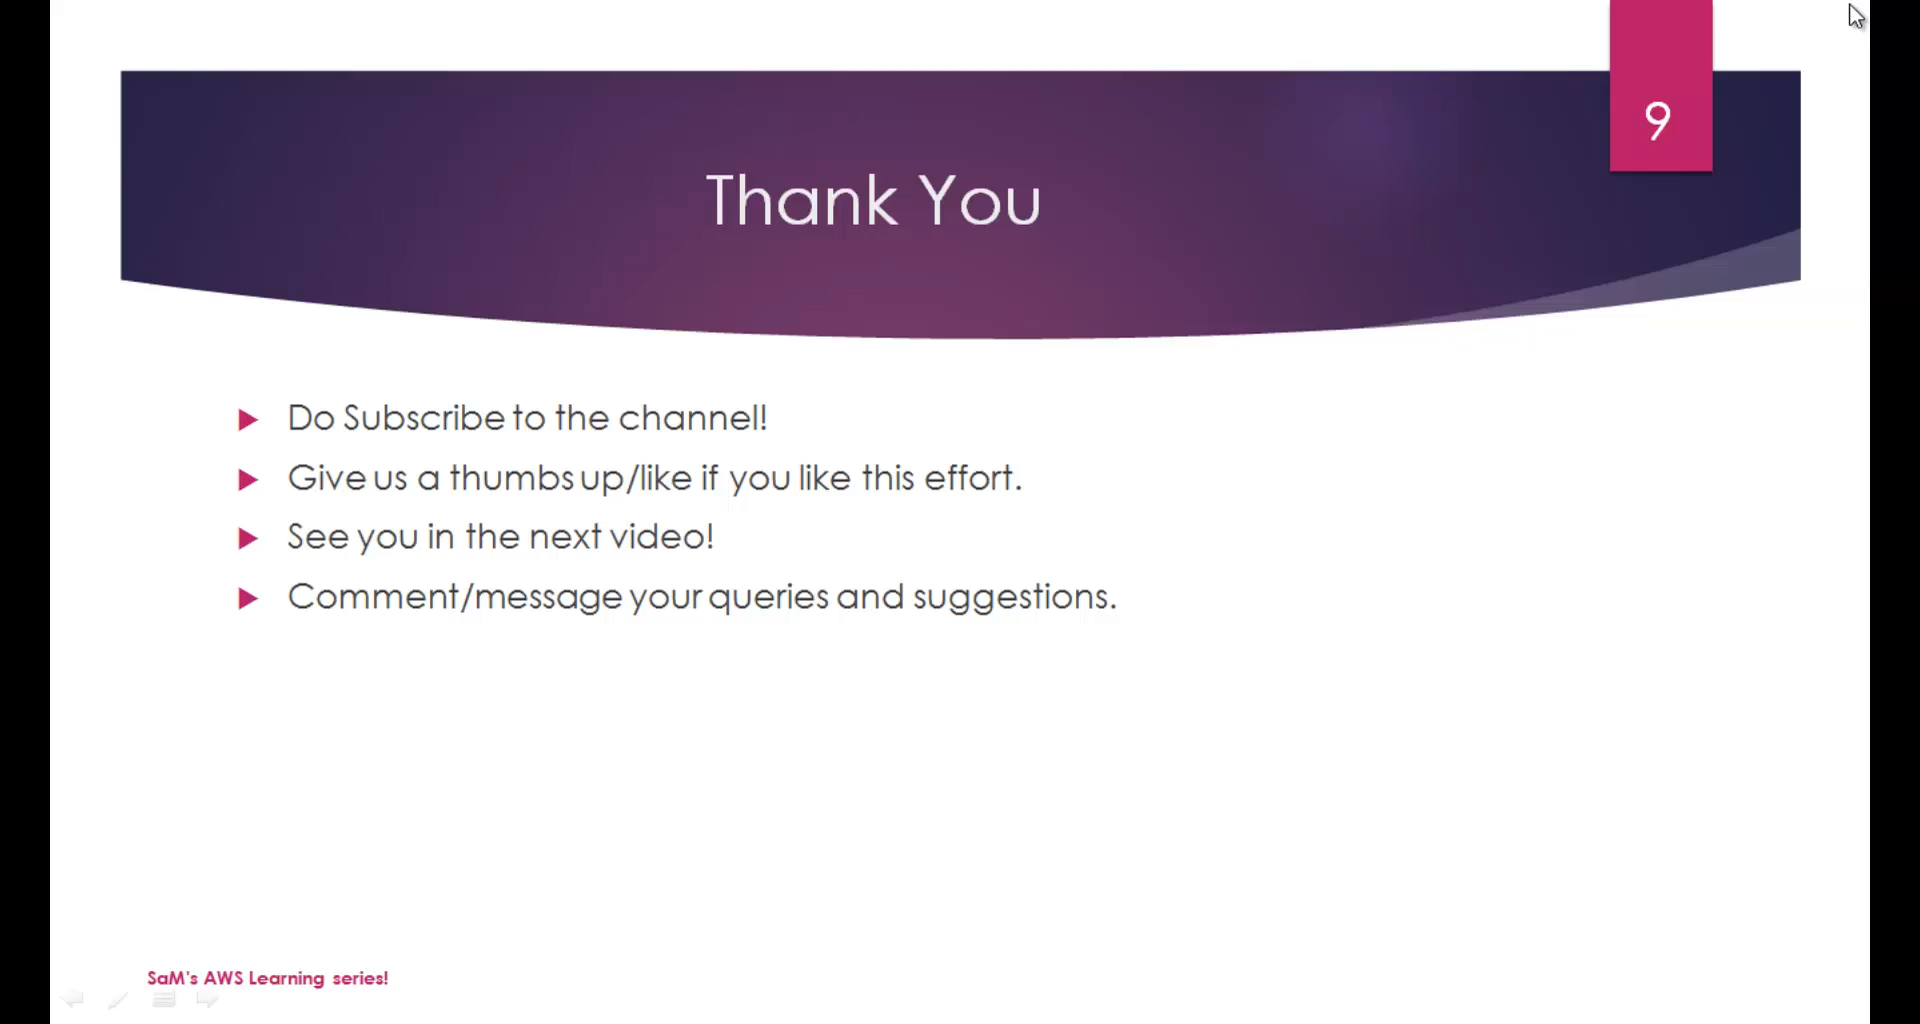 9
Thank You
Do Subscribe to the channel!
Give us a thumbs up/like if you like this effort.
See you in the next video!
Comment/message your queries and suggestions.
SaM's AWS Learning series!